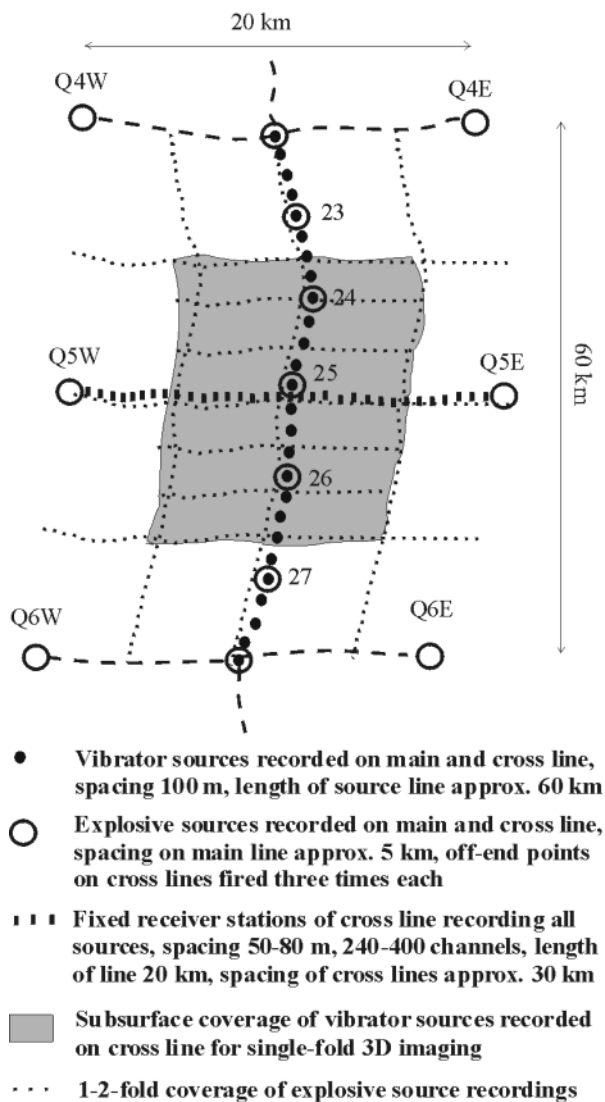 20 km
Q4W
Q4E
23
24
Q5W
25
Q5E
60 km
26
27
Q6W
Q6E
Vibrator sources recorded on main and cross line,
spacing 100 m, length of source line approx. 60 km
Explosive sources recorded on main and cross line,
spacing on main line approx. 5 km, off-end points
on cross lines fired three times each
Fixed receiver stations of cross line recording all
sources, spacing 50-80 m, 240-400 channels, length
of line 20 km, spacing of cross lines approx. 30 km
Subsurface coverage of vibrator sources recorded
on cross line for single-fold 3D imaging
1-2-fold coverage of explosive source recordings